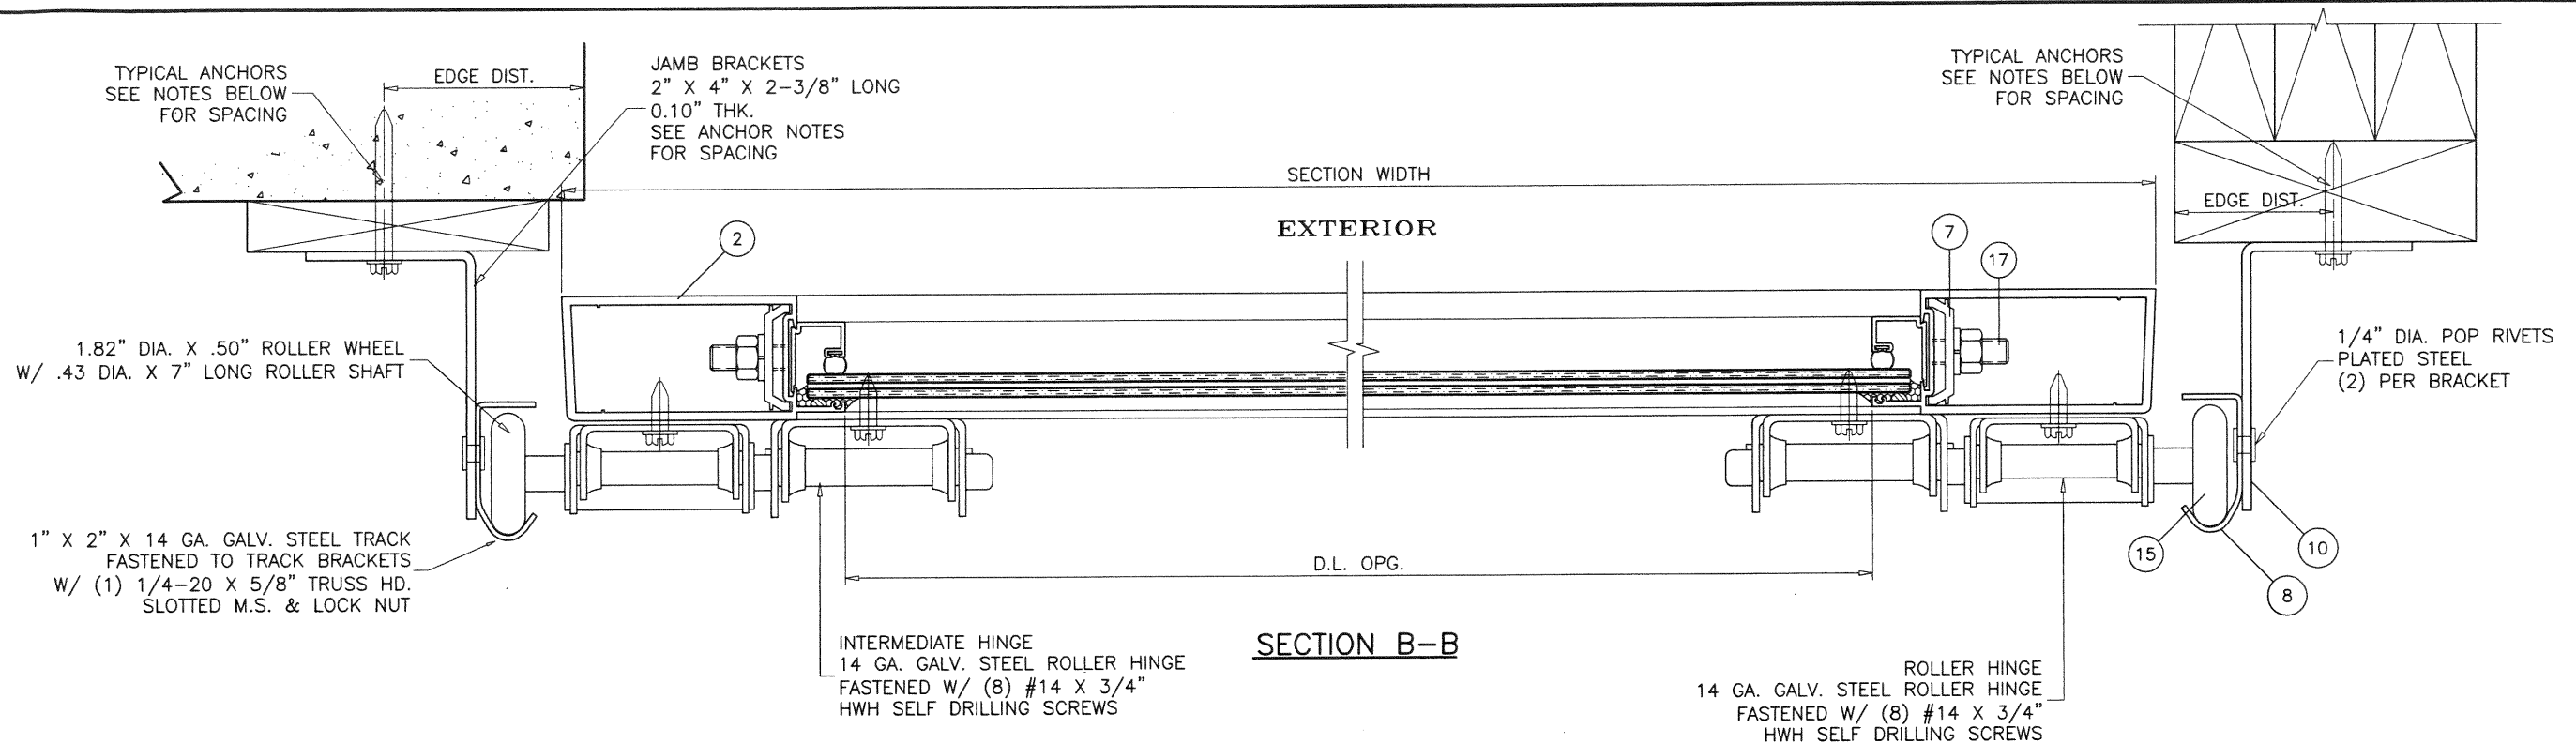 TYPICAL ANCHORS
SEE NOTES BELOW
FOR SPACING
EDGE DIST.
JAMB BRACKETS
2" X 4" X 2-3/8" LONG
0.10" THK.
SEE ANCHOR NOTES
FOR SPACING
TYPICAL ANCHORS
SEE NOTES BELOW
FOR SPACING
SECTION WIDTH
EDGE DIST.
EXTERIOR
2
7
17
1.82" DIA. X .50" ROLLER WHEEL
W/ .43 DIA. X 7" LONG ROLLER SHAFT
1/4" DIA. POP RIVETS
PLATED STEEL
(2) PER BRACKET
1" X 2" X 14 GA. GALV. STEEL TRACK
FASTENED TO TRACK BRACKETS
W/ (1) 1/4-20 X 5/8" TRUSS HD.
SLOTTED M.S. & LOCK NUT
D.L. OPG.
15
10
8
INTERMEDIATE HINGE
14 GA. GALV. STEEL ROLLER HINGE
FASTENED W/ (8) #14 X 3/4"
HWH SELF DRILLING SCREWS
SECTION B-B
ROLLER HINGE
14 GA. GALV. STEEL ROLLER HINGE
FASTENED W/ (8) #14 X 3/4"
HWH SELF DRILLING SCREWS